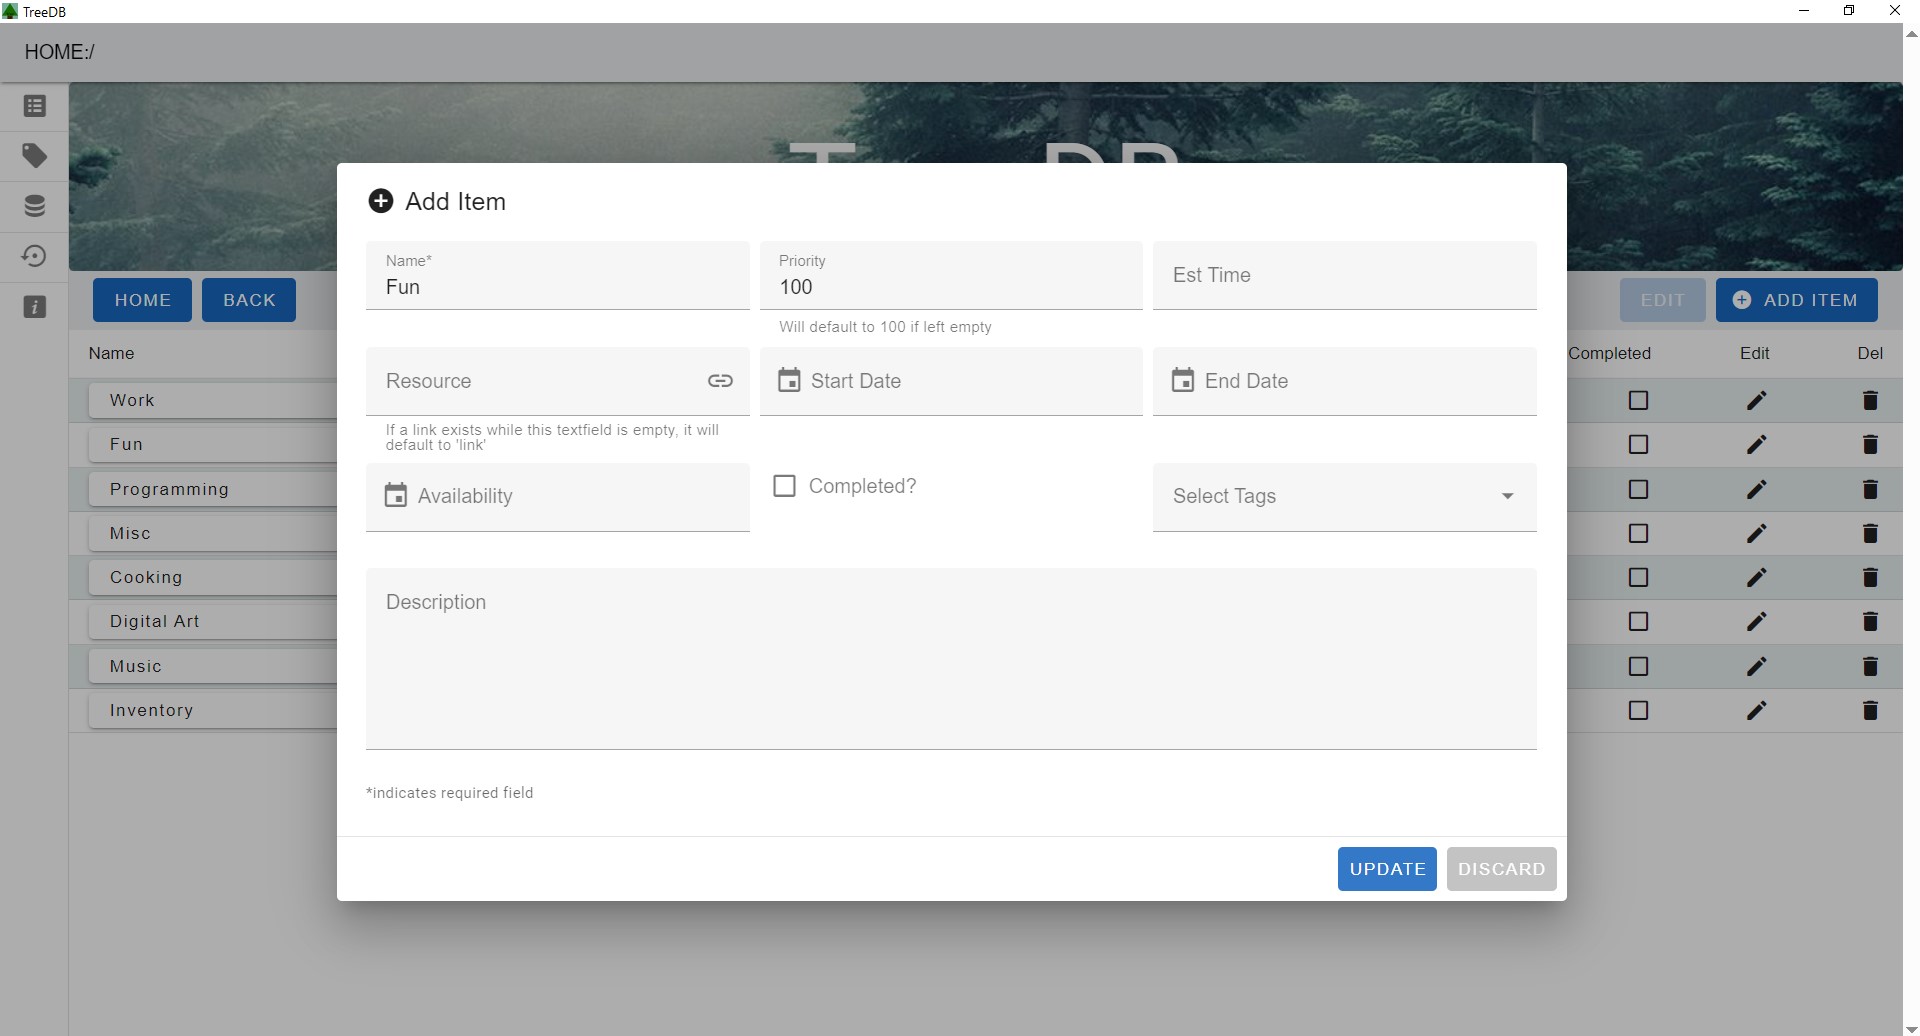 TreeDB
HOME:/
Add Item
Name*
Fun
Priority
100
Will default to 100 if left empty
Est Time
HOME
BACK
EDIT
ADD ITEM
Name
Completed
Edit
Del
Resource
If a link exists while this textfield is empty, it will
default to 'link'
Start Date
End Date
Availability
Completed?
Select Tags
Description
*indicates required field
Work
Fun
Programming
Misc
Cooking
Digital Art
Music
Inventory
UPDATE
DISCARD